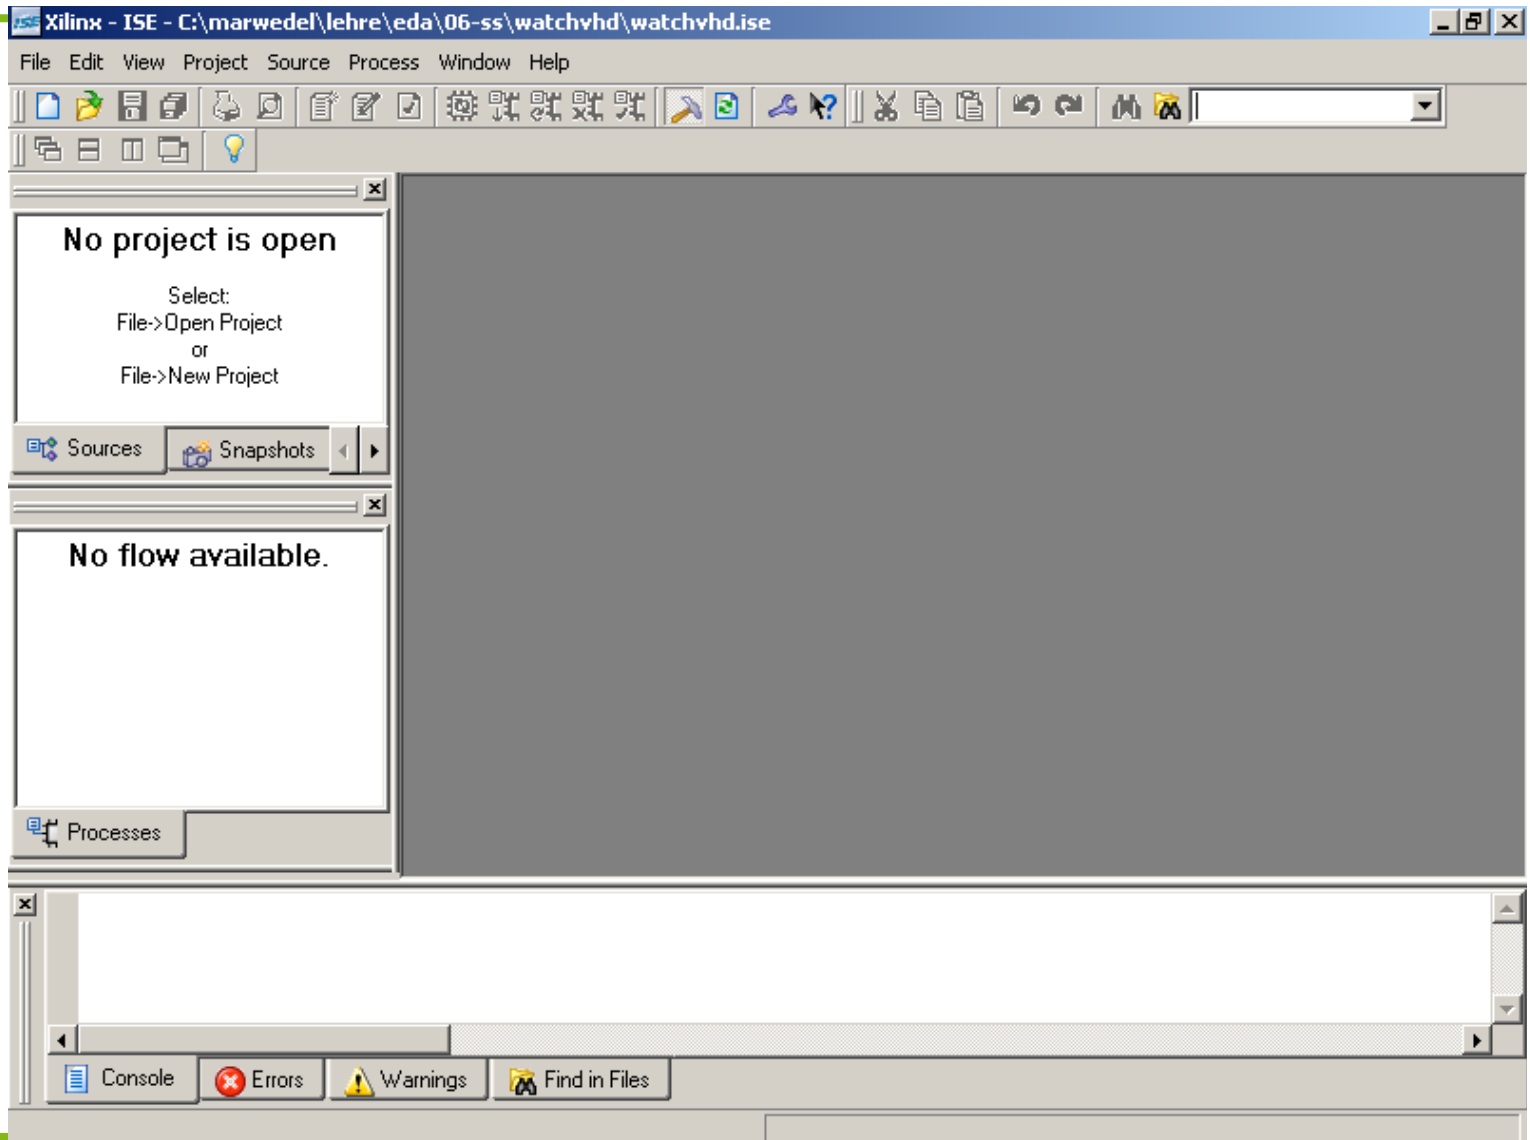 ISE Xilinx - ISE - C:\marwedel\lehre\eda\06-ss\watchvhd\watchvhd.ise
File Edit View Project Source Process Window Help
No project is open
Select:
File->Open Project
or
File->New Project
Sources Snapshots
No flow available.
Processes
Console Errors Warnings Find in Files